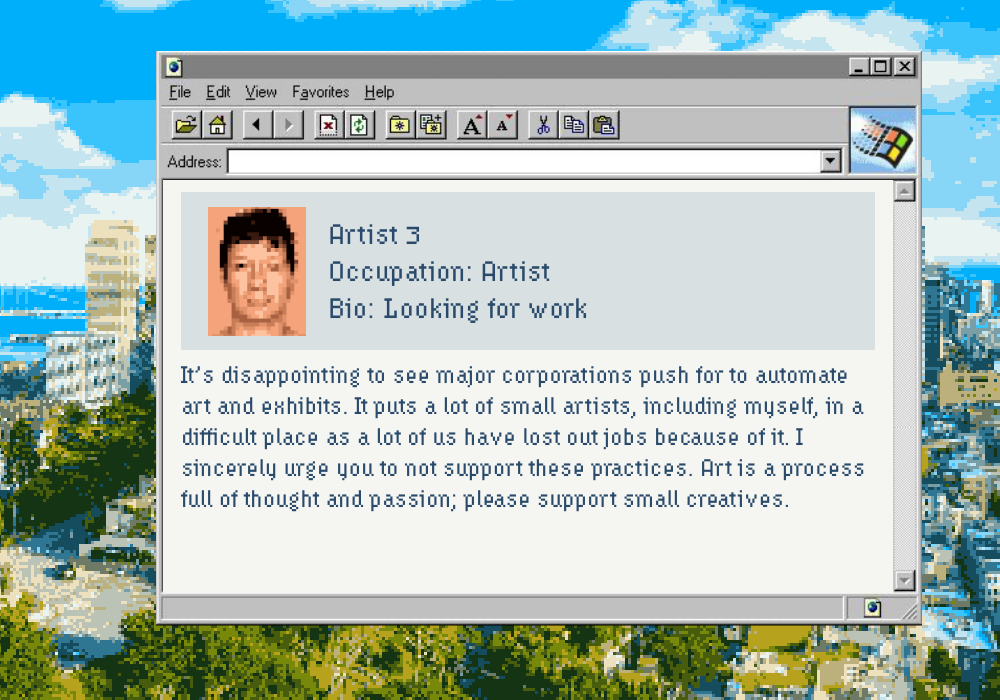 File Edit View Favorites Help
Address:
Artist 3
Occupation: Artist
Bio: Looking for work
It's disappointing to see major corporations push for to automate
art and exhibits. It puts a lot of small artists, including myself, in a
difficult place as a lot of us have lost out jobs because of it. I
sincerely urge you to not support these practices. Art is a process
full of thought and passion; please support small creatives.